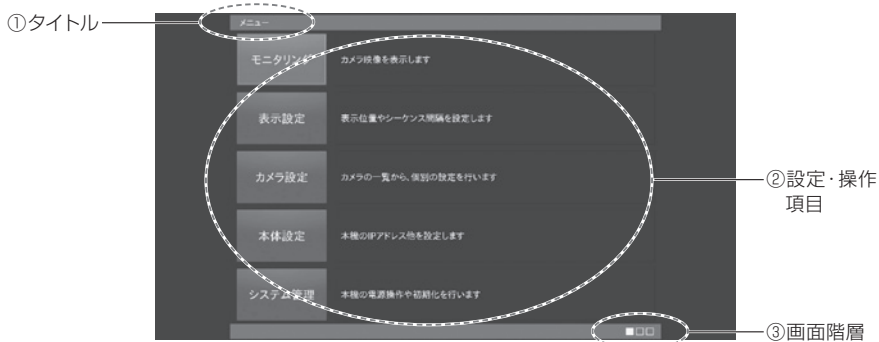 ①タイトル
メニュー
モニタリング
カメラ映像を表示します
表示設定
表示位置やシーケンス間隔を設定します
カメラ設定
カメラの一覧から、個別の設定を行います
②設定・操作
項目
本体設定
本機のIPアドレス他を設定します
システム管理
本機の電源操作や初期化を行います
③画面階層